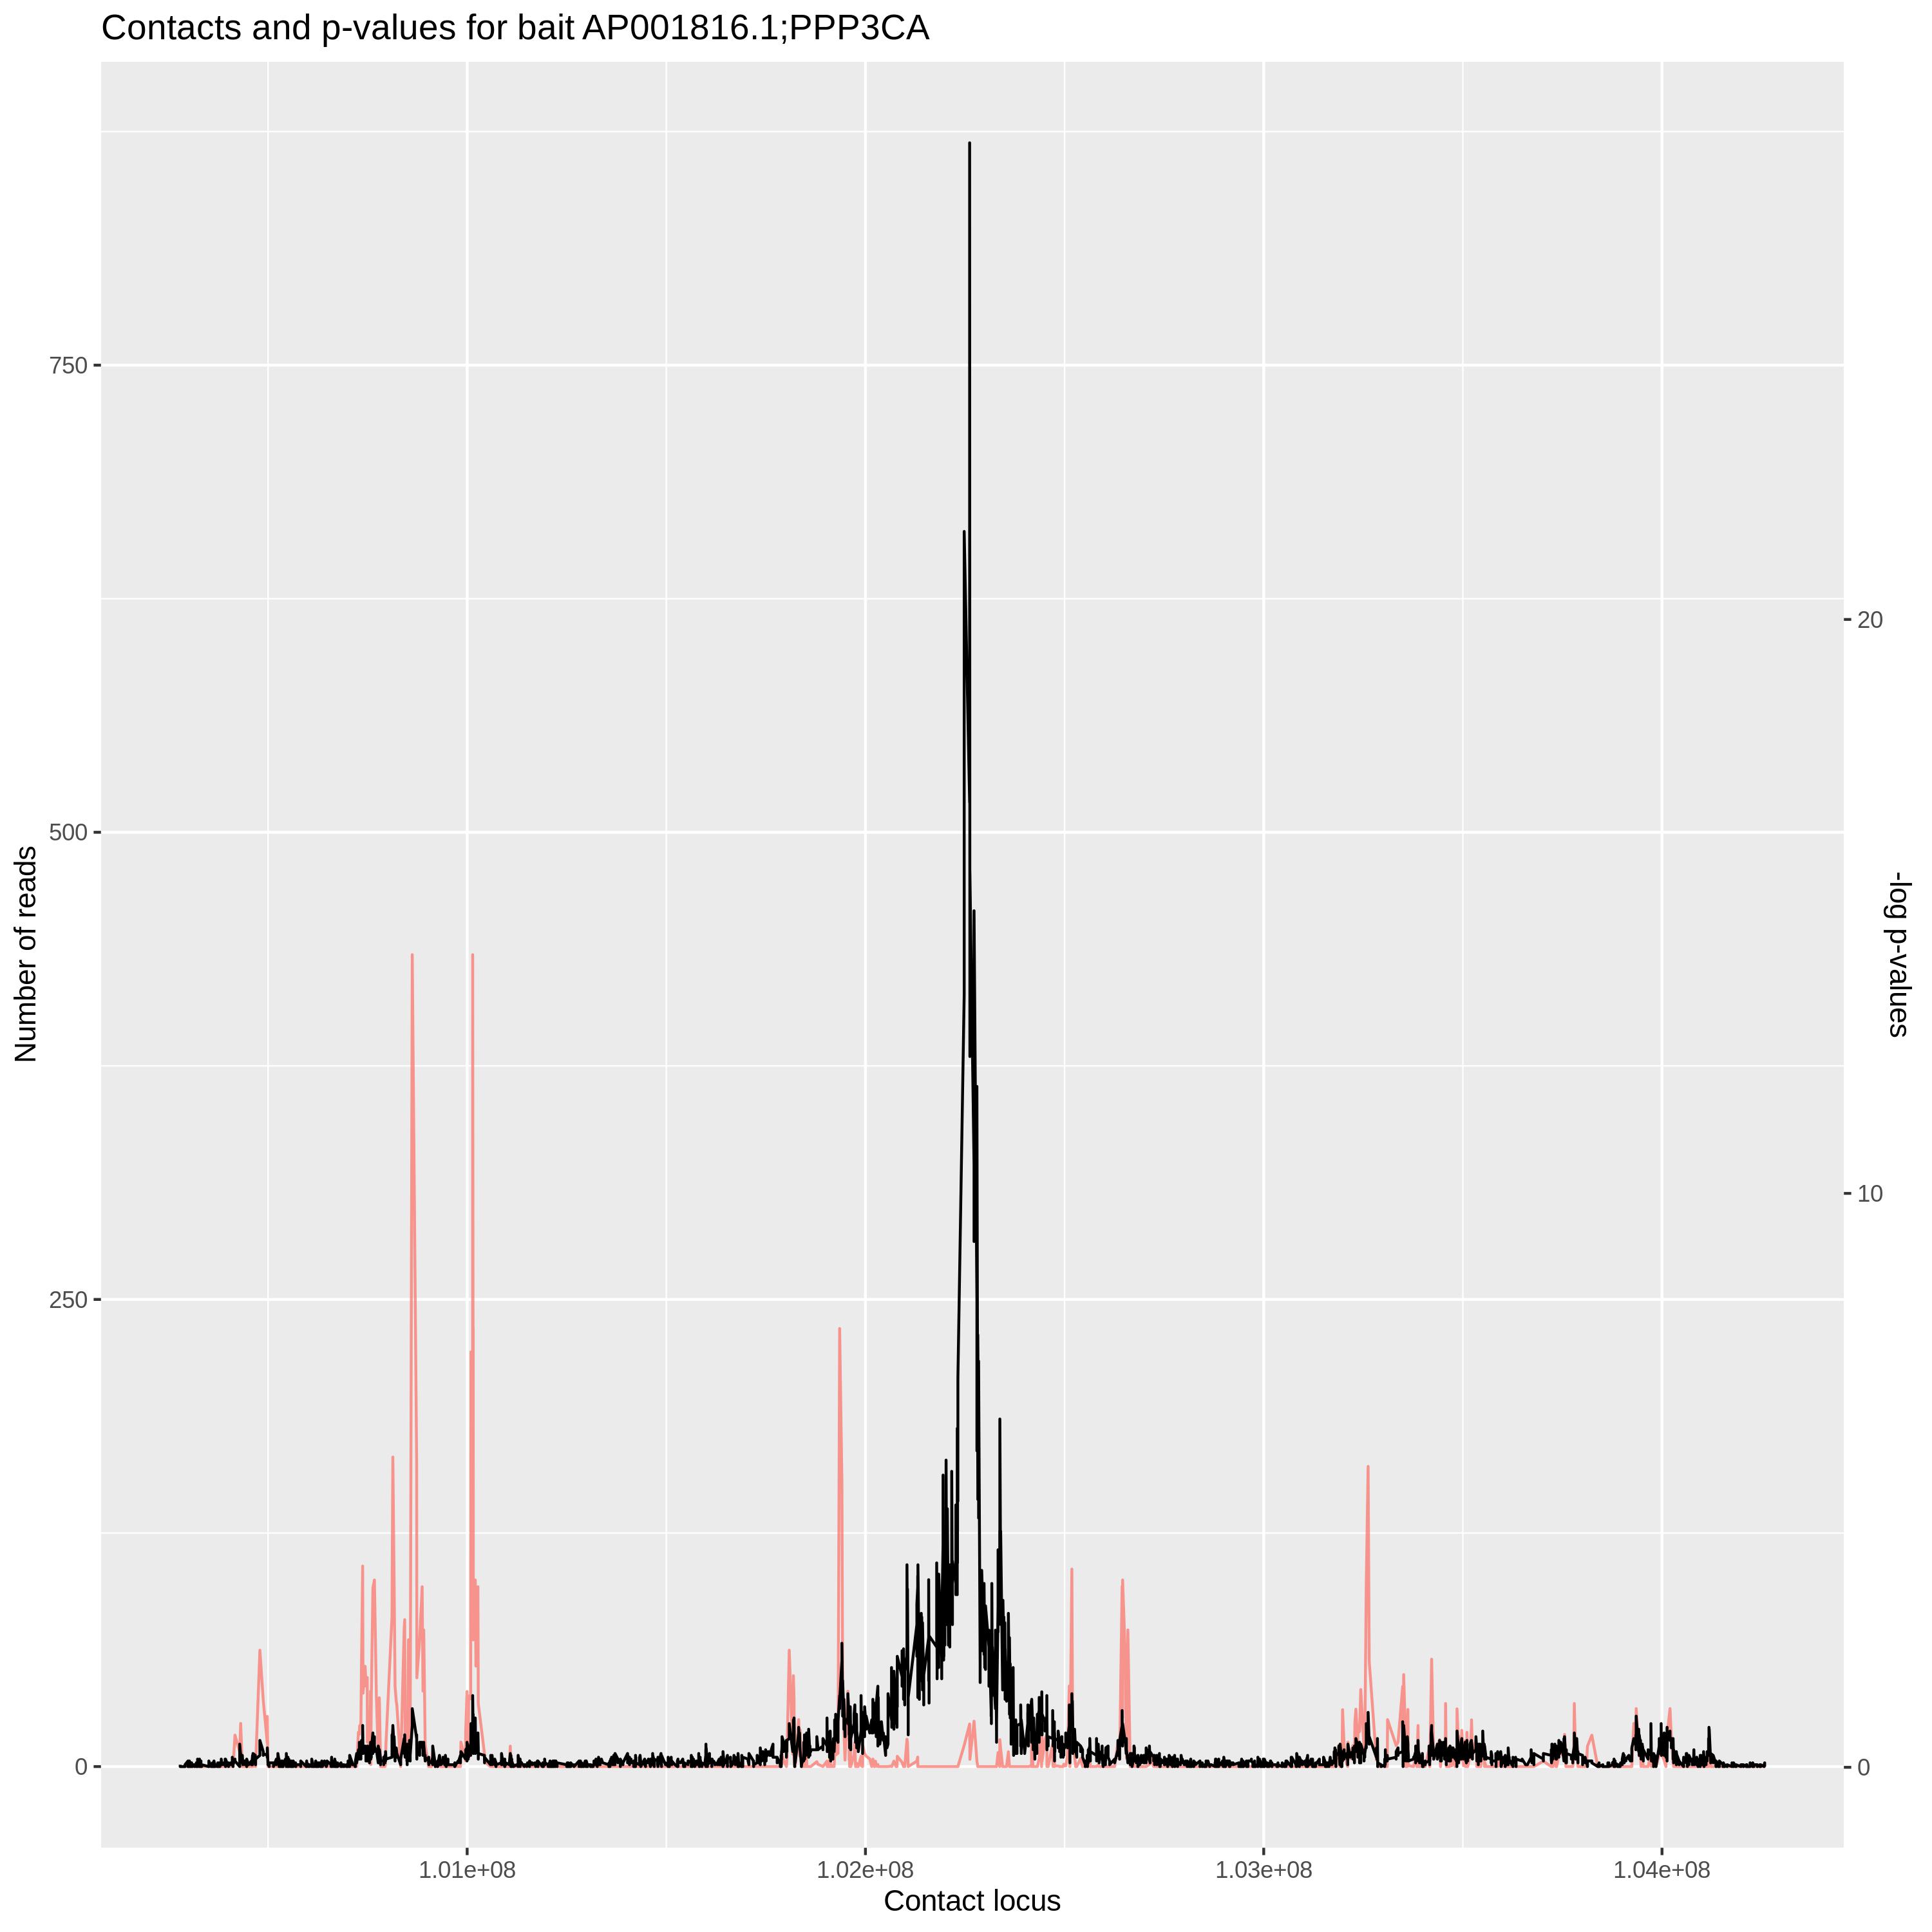 Contacts and p-values for bait AP001816.1;PPP3CA
750
500
250
0
Number of reads
20
10
0
-log p-values
1.01e+08
1.02e+08
1.03e+08
1.04e+08
Contact locus